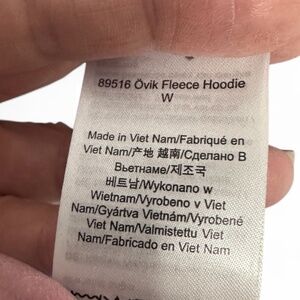 89516 Övik Fleece Hoodie
W
Made in Viet Nam/Fabriqué en
Viet Nam/产地 越南/Сделано В
Вьетнаме/제조국
베트남/Wykonano w
Wietnam/Vyrobeno v Viet
Nam/Gyártva Vietnám/Vyrobené
Viet Nam/Valmistettu Viet
Nam/Fabricado en Viet Nam